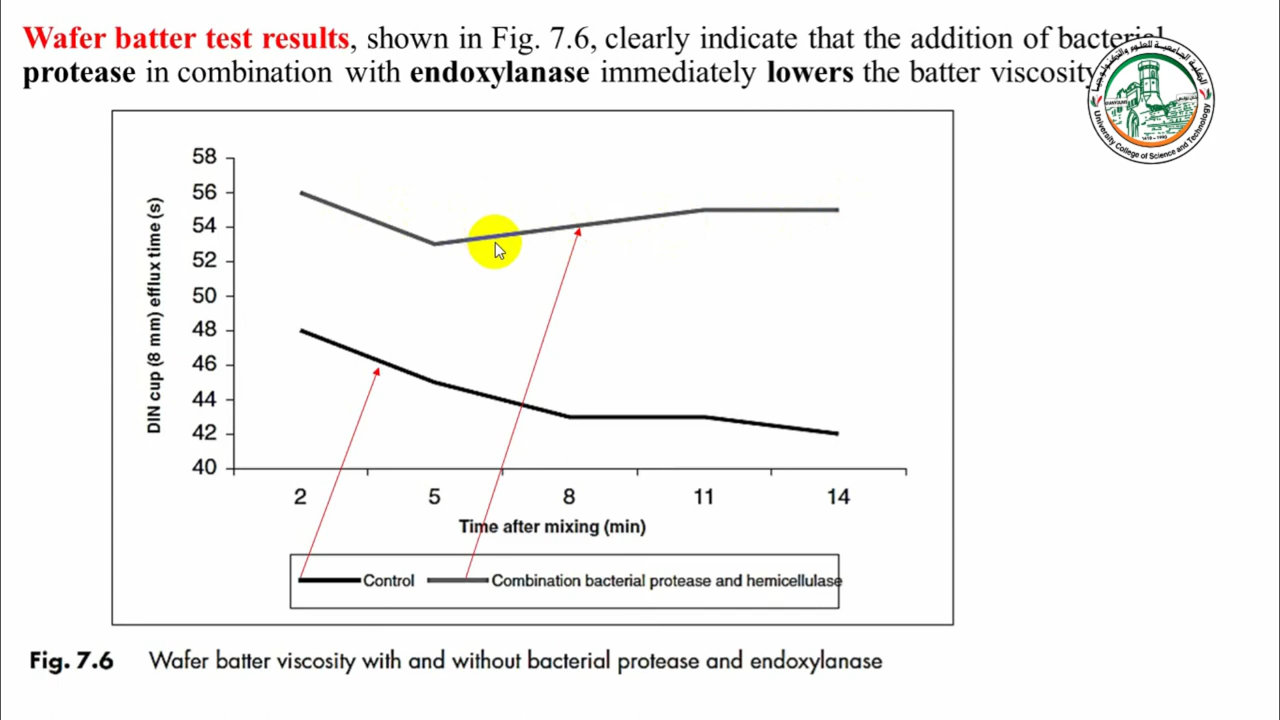 Wafer batter test results, shown in Fig. 7.6, clearly indicate that the addition of bacterial
protease in combination with endoxylanase immediately lowers the batter viscosity
58
56
54
52
50
48
46
44
42
40
DIN cup (8 mm) efflux time (s)
2 5 8 11 14
Time after mixing (min)
Control Combination bacterial protease and hemicellulase
Fig. 7.6 Wafer batter viscosity with and without bacterial protease and endoxylanase
University College of Science and Technology